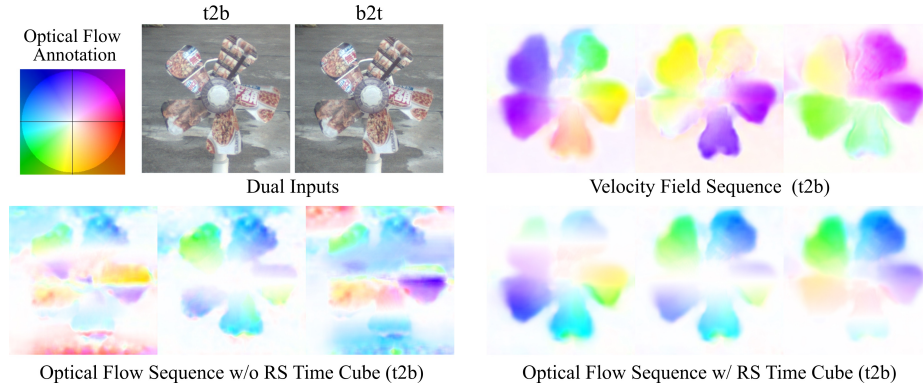 t2b
b2t
Optical Flow
Annotation
Dual Inputs
Velocity Field Sequence (t2b)
Optical Flow Sequence w/o RS Time Cube (t2b)
Optical Flow Sequence w/ RS Time Cube (t2b)